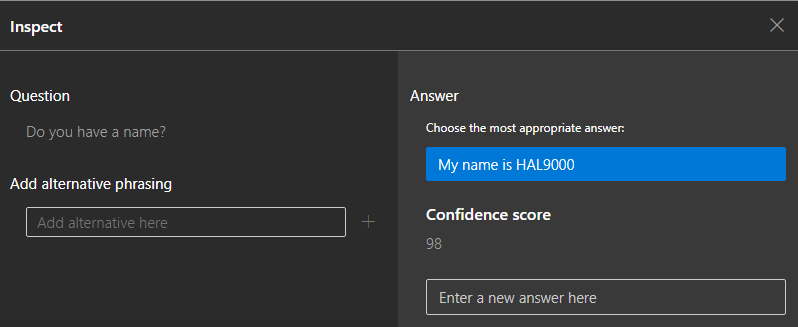 Inspect
Question
Do you have a name?
Add alternative phrasing
Add alternative here
Answer
Choose the most appropriate answer:
My name is HAL9000
Confidence score
98
Enter a new answer here